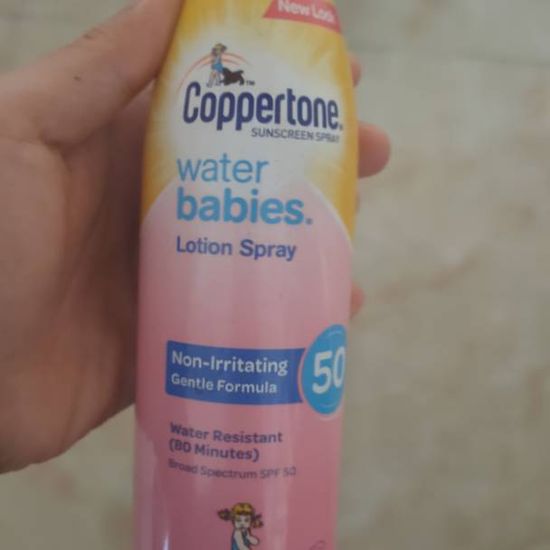 New Look
Coppertone.
SUNSCREEN SPRAY
water
babies.
Lotion Spray
Non-Irritating
Gentle Formula
50
Water Resistant
(80 Minutes)
Broad Spectrum SPF 50